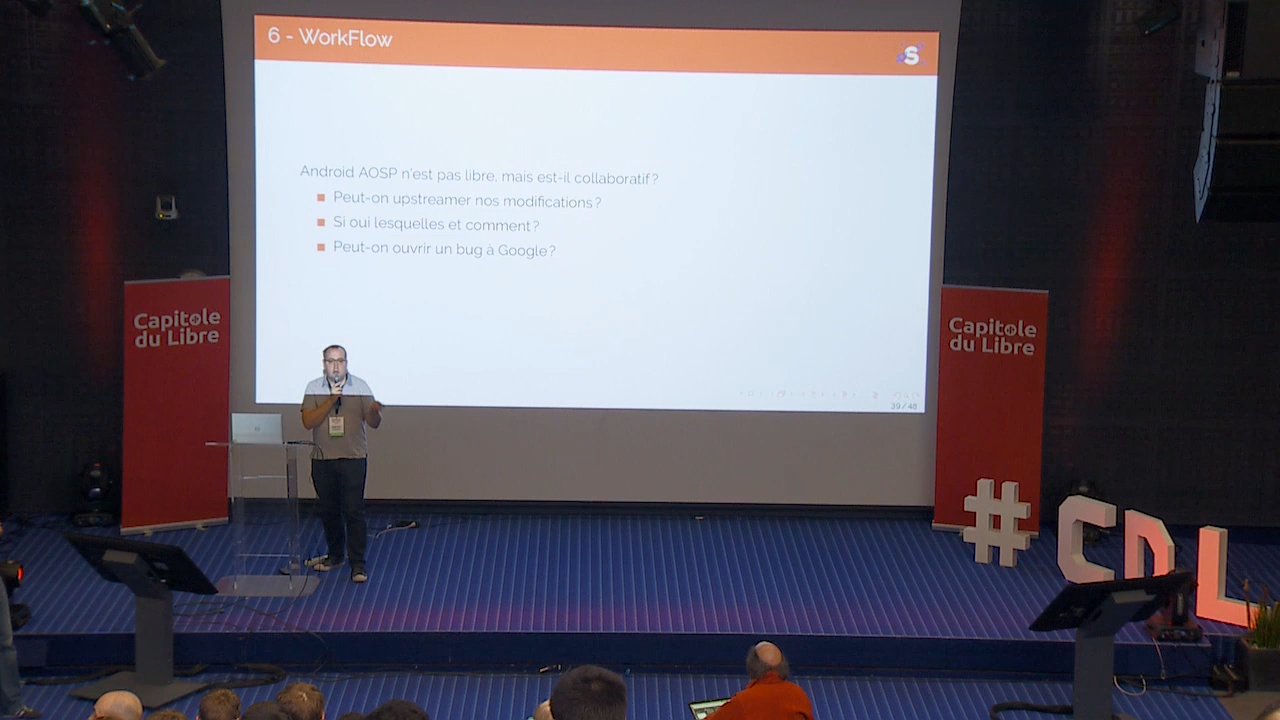 6 - WorkFlow
S
Android AOSP n'est pas libre, mais est-il collaboratif ?
Peut-on upstreamer nos modifications ?
Si oui lesquelles et comment ?
Peut-on ouvrir un bug à Google ?
39 / 48
Capitole
du Libre
Capitole
du Libre
#CDL